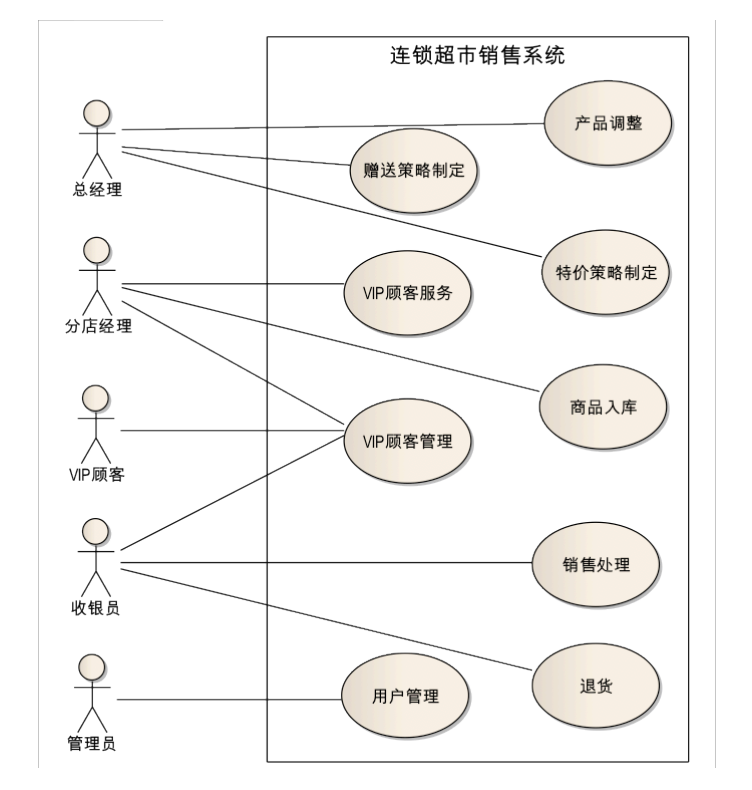 连锁超市销售系统
产品调整
赠送策略制定
总经理
特价策略制定
VIP顾客服务
分店经理
商品入库
VIP顾客管理
VIP顾客
销售处理
收银员
退货
用户管理
管理员